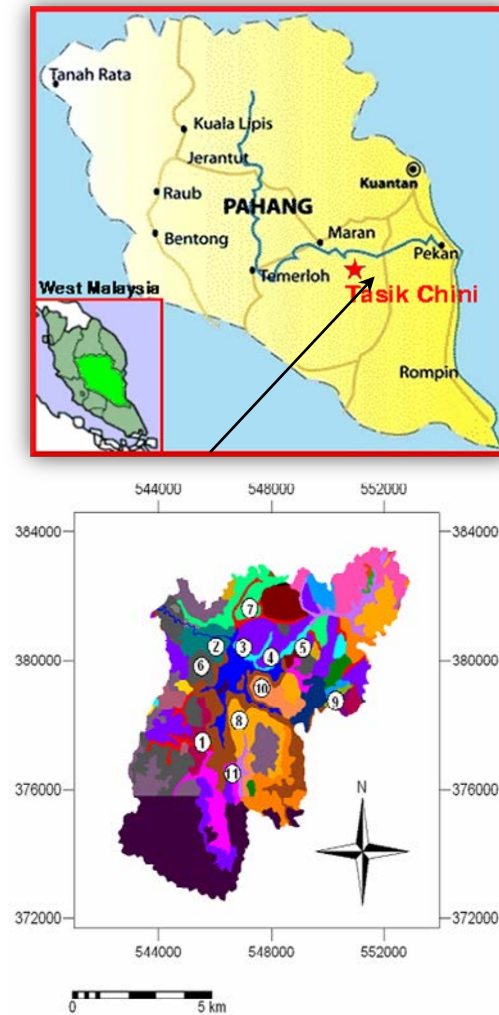 Tanah Rata
Kuala Lipis
Jerantut
Kuantan
Raub
PAHANG
Maran
Bentong
Pekan
Temerloh
West Malaysia
Tasik Chini
Rompin
544000 548000 552000
384000 384000
7
2 3 5
380000 4 380000
6
10
9
8
1
11
N
376000 376000
372000 372000
544000 548000 552000
0 5 km